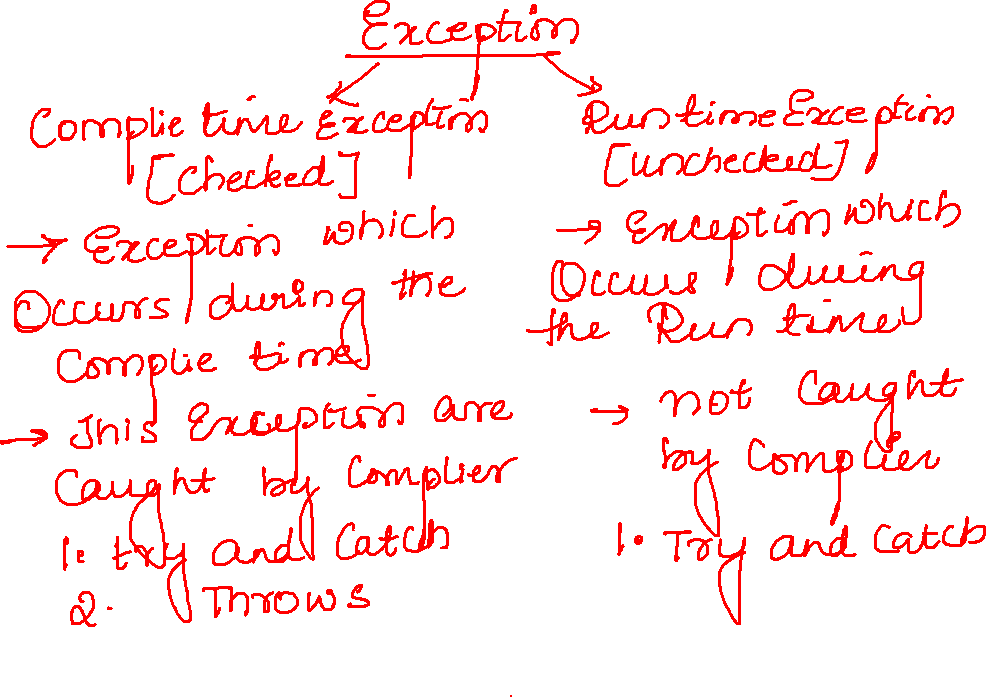 Exception
Complie time Exception
[checked]
→ Exception which
Occurs during the
Complie time
→ This Exception are
Caught by Complier
1. try and Catch
2. Throws
Run time Exception
[unchecked]
→ Exception which
Occurs during
the Run time
→ not Caught
by Complier
1. Try and Catch